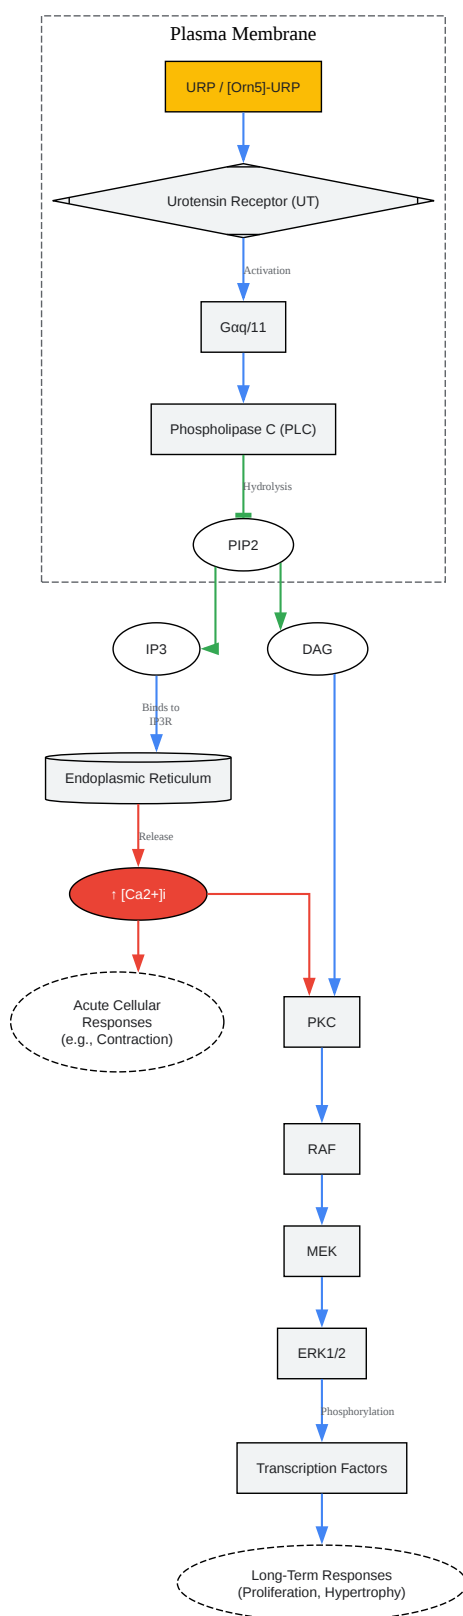 Plasma Membrane
URP / [Orn5]-URP
Urotensin Receptor (UT)
Activation
Gαq/11
Phospholipase C (PLC)
Hydrolysis
PIP2
IP3
DAG
Binds to
IP3R
Endoplasmic Reticulum
Release
↑ [Ca2+]i
Acute Cellular
Responses
(e.g., Contraction)
PKC
RAF
MEK
ERK1/2
Phosphorylation
Transcription Factors
Long-Term Responses
(Proliferation, Hypertrophy)